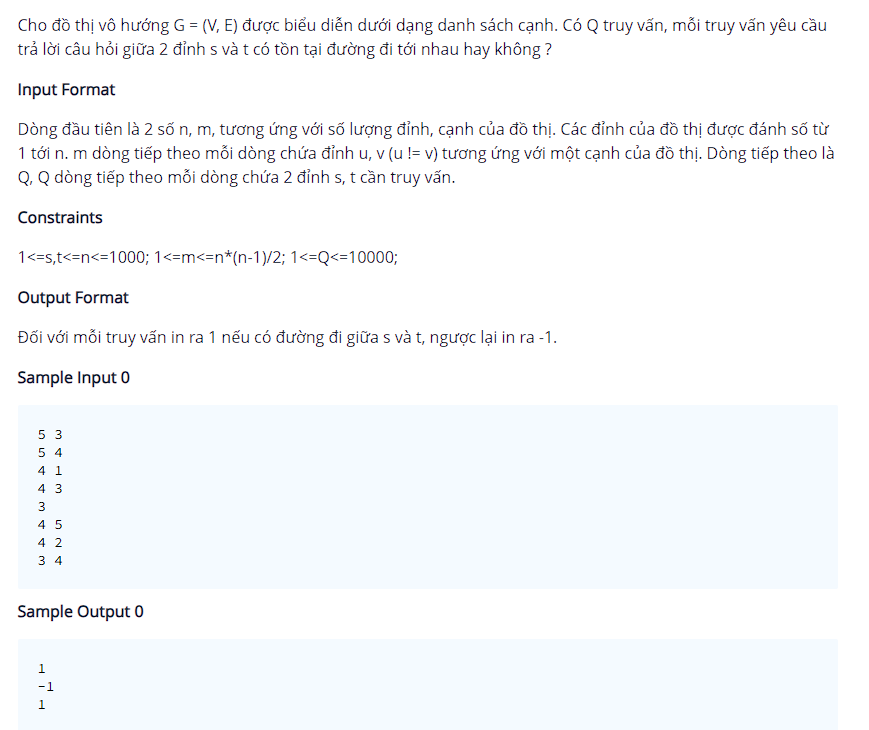 Cho đồ thị vô hướng G = (V, E) được biểu diễn dưới dạng danh sách cạnh. Có Q truy vấn, mỗi truy vấn yêu cầu
trả lời câu hỏi giữa 2 đỉnh s và t có tồn tại đường đi tới nhau hay không ?
Input Format
Dòng đầu tiên là 2 số n, m, tương ứng với số lượng đỉnh, cạnh của đồ thị. Các đỉnh của đồ thị được đánh số từ
1 tới n. m dòng tiếp theo mỗi dòng chứa đỉnh u, v (u != v) tương ứng với một cạnh của đồ thị. Dòng tiếp theo là
Q, Q dòng tiếp theo mỗi dòng chứa 2 đỉnh s, t cần truy vấn.
Constraints
1<=s,t<=n<=1000; 1<=m<=n*(n-1)/2; 1<=Q<=10000;
Output Format
Đối với mỗi truy vấn in ra 1 nếu có đường đi giữa s và t, ngược lại in ra -1.
Sample Input 0
5 3
5 4
4 1
4 3
3
4 5
4 2
3 4
Sample Output 0
1
-1
1